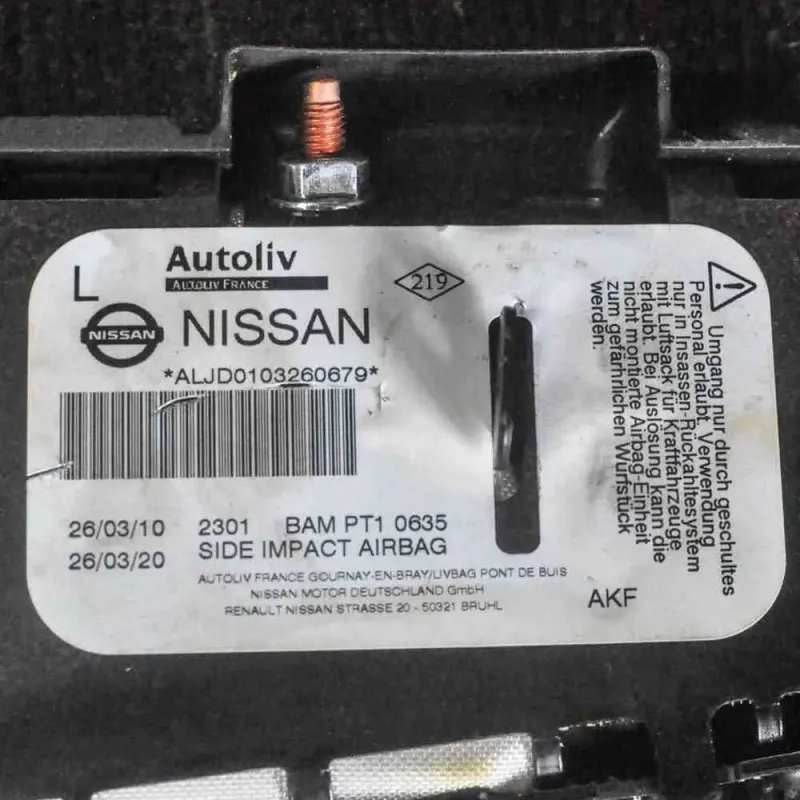 L
Autoliv
AUTOLIV FRANCE
219
NISSAN
NISSAN
*ALJD0103260679*
26/03/10 2301 BAM PT1 0635
26/03/20 SIDE IMPACT AIRBAG
AUTOLIV FRANCE GOURNAY-EN-BRAY/LIVBAG PONT DE BUIS
NISSAN MOTOR DEUTSCHLAND GmbH
RENAULT NISSAN STRASSE 20 - 50321 BRUHL
AKF
Umgang nur durch geschultes
Personal erlaubt. Verwendung
nur in Insassen-Rückahltesystem
mit Luftsack für Kraftfahrzeuge
erlaubt. Bei Auslösung kann die
nicht montierte Airbag-Einheit
zum gefährlichen Wurfstück
werden.